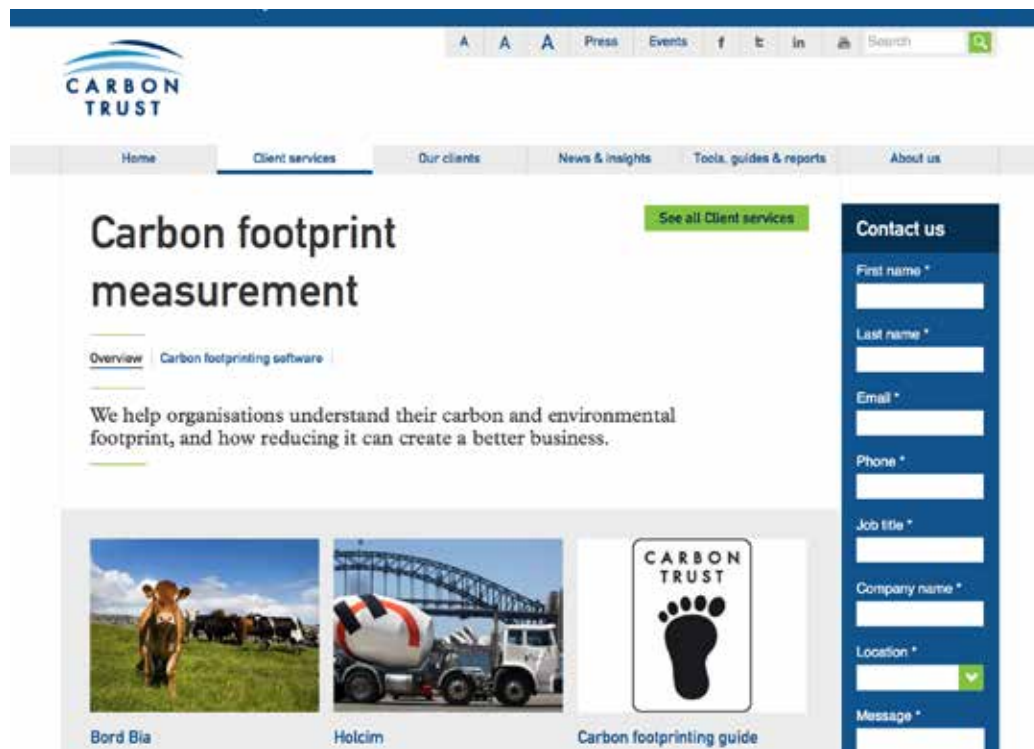 A A A Press Events f t in Search
CARBON
TRUST
Home Client services Our clients News & insights Tools, guides & reports About us
Carbon footprint
measurement
See all Client services
Overview Carbon footprinting software
We help organisations understand their carbon and environmental
footprint, and how reducing it can create a better business.
CARBON
TRUST
Bord Bia Holcim Carbon footprinting guide
Contact us
First name *
Last name *
Email *
Phone *
Job title *
Company name *
Location *
Message *